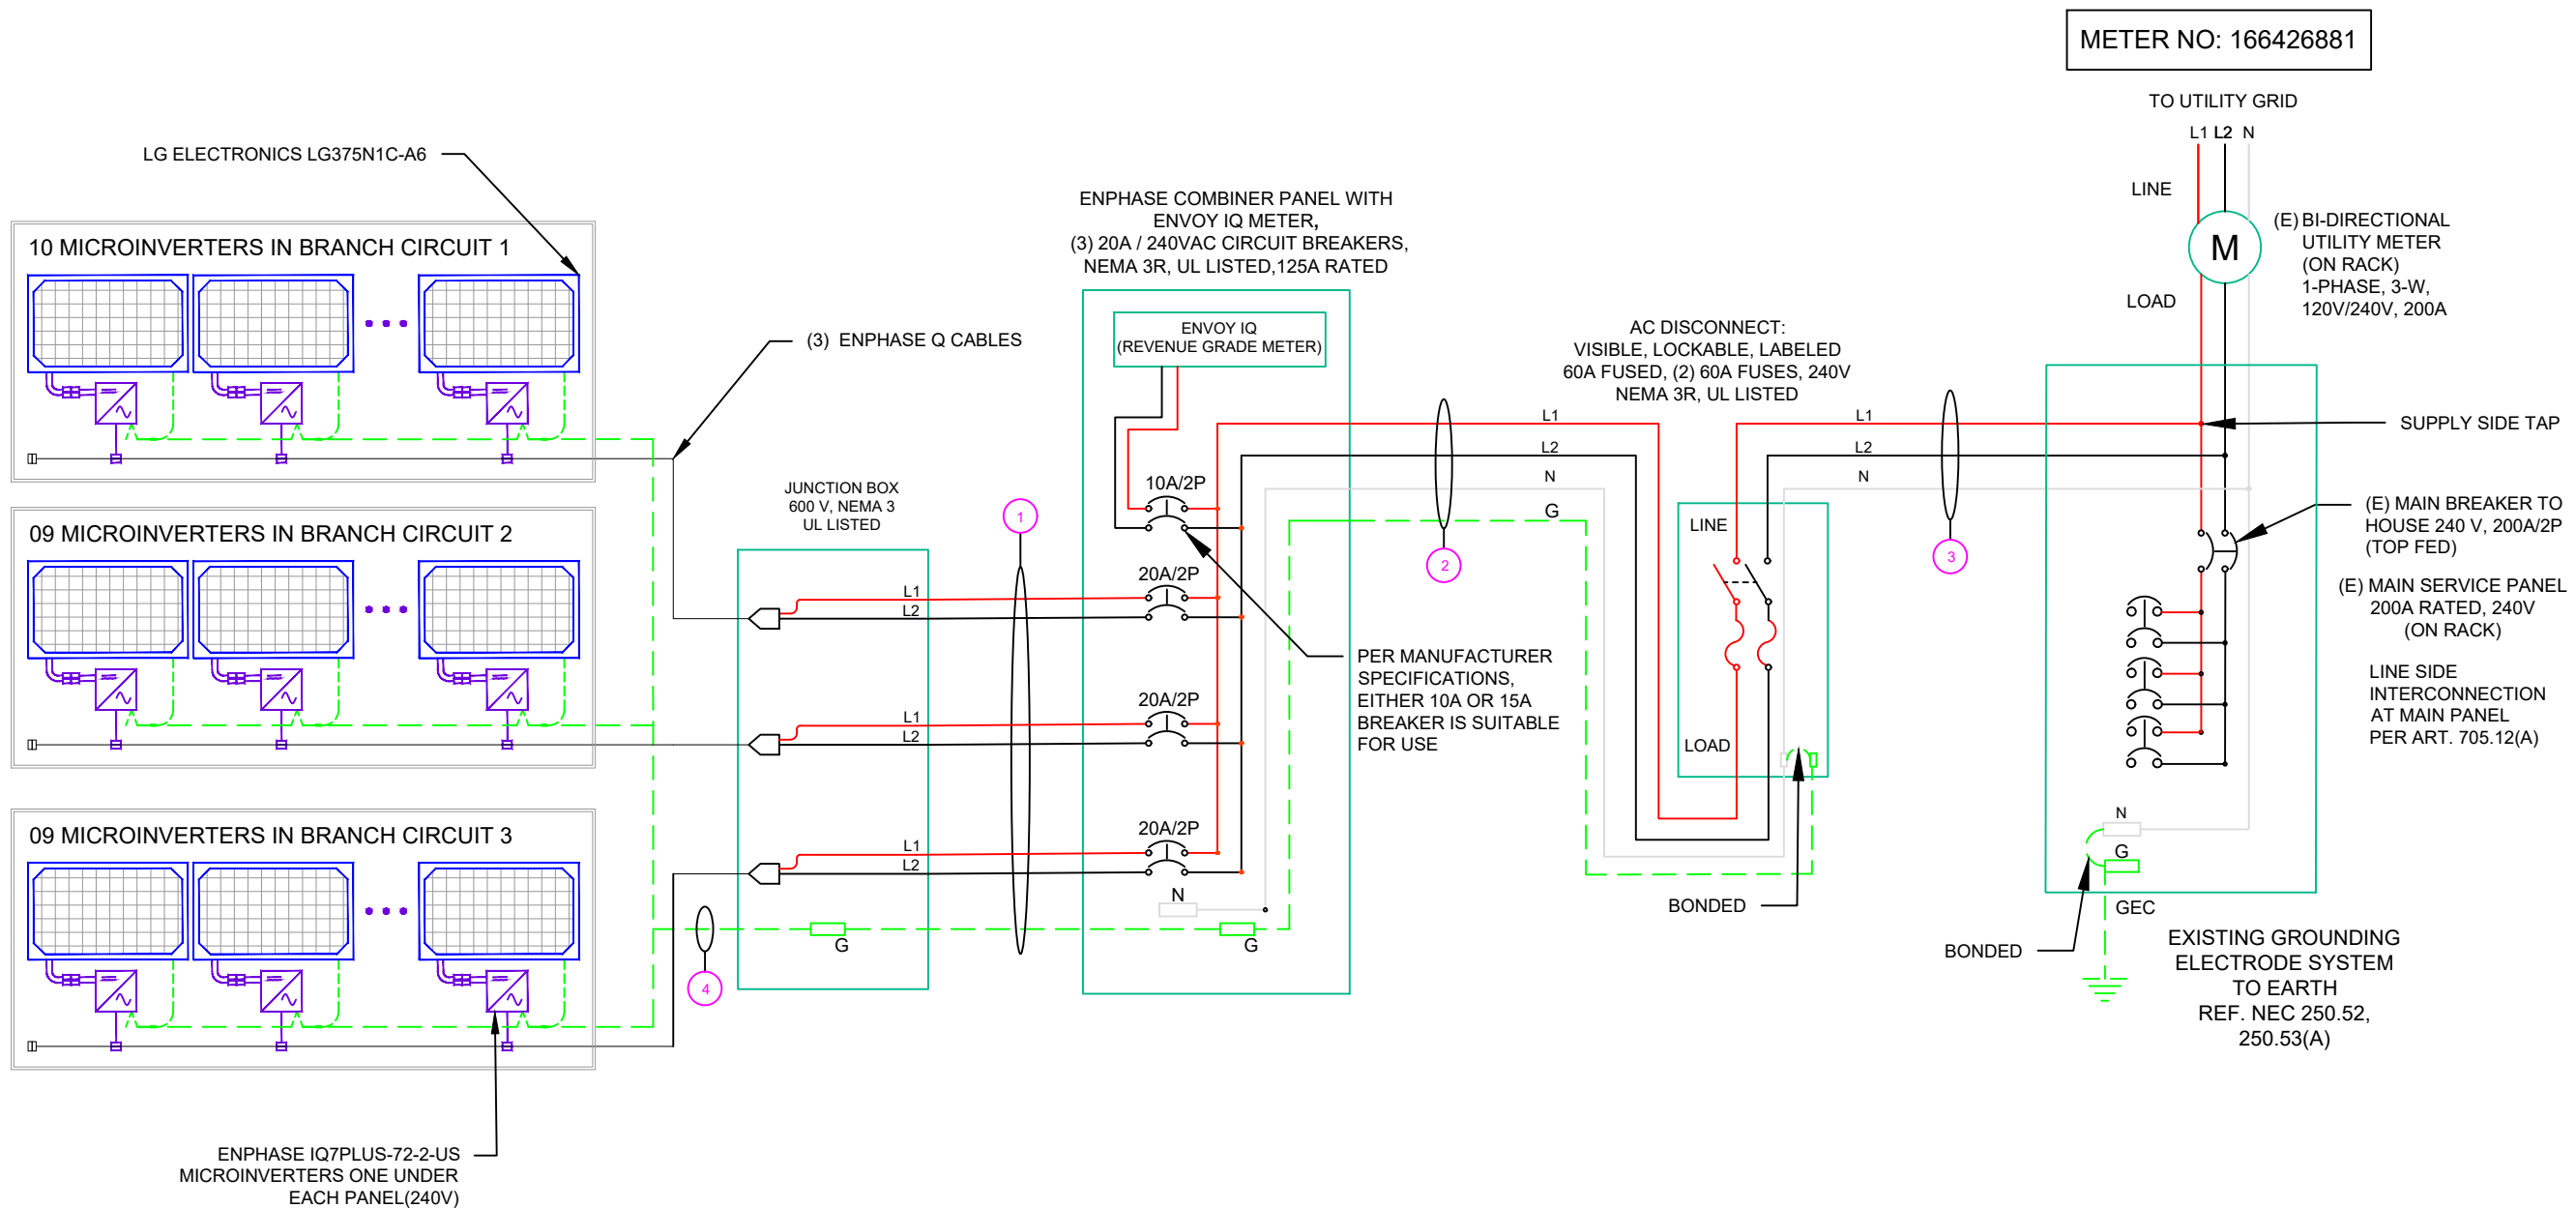 METER NO: 166426881
TO UTILITY GRID
L1 L2 N
LINE
M
LOAD
(E) BI-DIRECTIONAL
UTILITY METER
(ON RACK)
1-PHASE, 3-W,
120V/240V, 200A
LG ELECTRONICS LG375N1C-A6
10 MICROINVERTERS IN BRANCH CIRCUIT 1
09 MICROINVERTERS IN BRANCH CIRCUIT 2
09 MICROINVERTERS IN BRANCH CIRCUIT 3
ENPHASE IQ7PLUS-72-2-US
MICROINVERTERS ONE UNDER
EACH PANEL(240V)
(3) ENPHASE Q CABLES
JUNCTION BOX
600 V, NEMA 3
UL LISTED
L1
L2
L1
L2
L1
L2
G
4
1
ENPHASE COMBINER PANEL WITH
ENVOY IQ METER,
(3) 20A / 240VAC CIRCUIT BREAKERS,
NEMA 3R, UL LISTED,125A RATED
ENVOY IQ
(REVENUE GRADE METER)
10A/2P
20A/2P
20A/2P
20A/2P
N
G
PER MANUFACTURER
SPECIFICATIONS,
EITHER 10A OR 15A
BREAKER IS SUITABLE
FOR USE
2
L1
L2
N
G
AC DISCONNECT:
VISIBLE, LOCKABLE, LABELED
60A FUSED, (2) 60A FUSES, 240V
NEMA 3R, UL LISTED
LINE
LOAD
BONDED
L1
L2
N
3
SUPPLY SIDE TAP
(E) MAIN BREAKER TO
HOUSE 240 V, 200A/2P
(TOP FED)
(E) MAIN SERVICE PANEL
200A RATED, 240V
(ON RACK)
LINE SIDE
INTERCONNECTION
AT MAIN PANEL
PER ART. 705.12(A)
N
G
GEC
BONDED
EXISTING GROUNDING
ELECTRODE SYSTEM
TO EARTH
REF. NEC 250.52,
250.53(A)